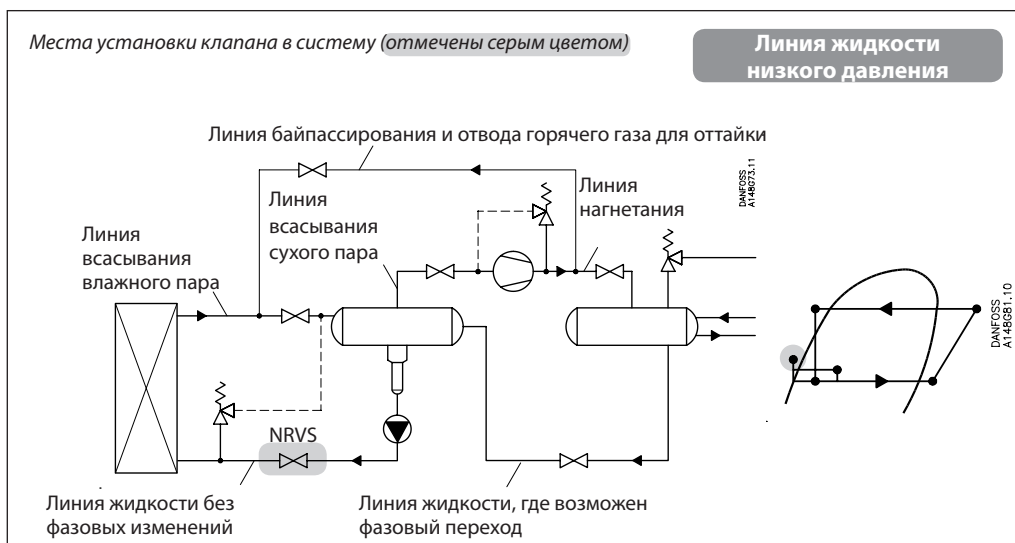 Места установки клапана в систему (отмечены серым цветом)
Линия жидкости
низкого давления
Линия байпассирования и отвода горячего газа для оттайки
DANFOSS
A148G73.11
Линия
всасывания
сухого пара
Линия
нагнетания
Линия
всасывания
влажного пара
DANFOSS
A148G81.10
NRVS
Линия жидкости без
фазовых изменений
Линия жидкости, где возможен
фазовый переход